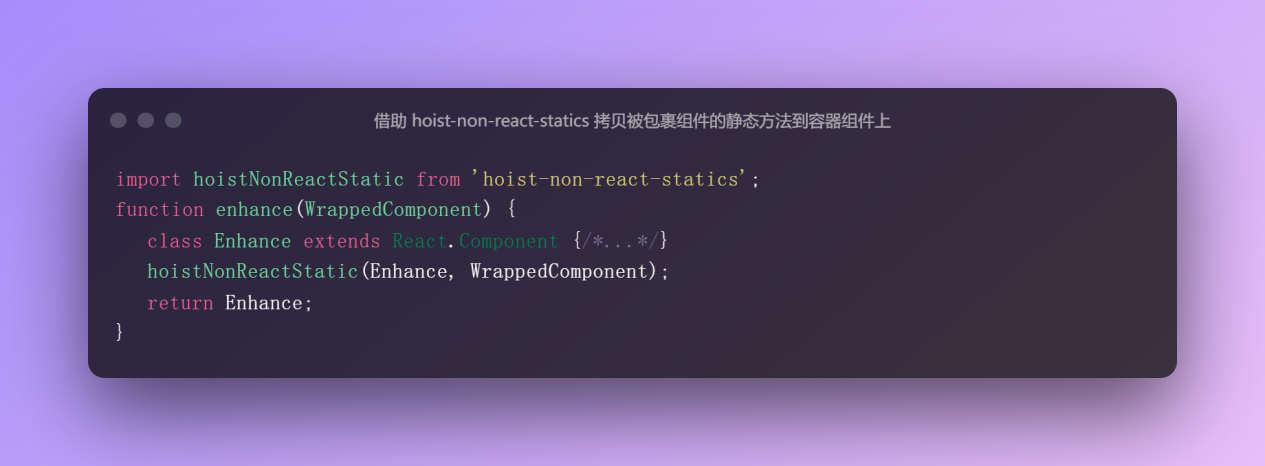 借助 hoist-non-react-statics 拷贝被包裹组件的静态方法到容器组件上
import hoistNonReactStatic from 'hoist-non-react-statics';
function enhance(WrappedComponent) {
class Enhance extends React.Component {/*...*/}
hoistNonReactStatic(Enhance, WrappedComponent);
return Enhance;
}